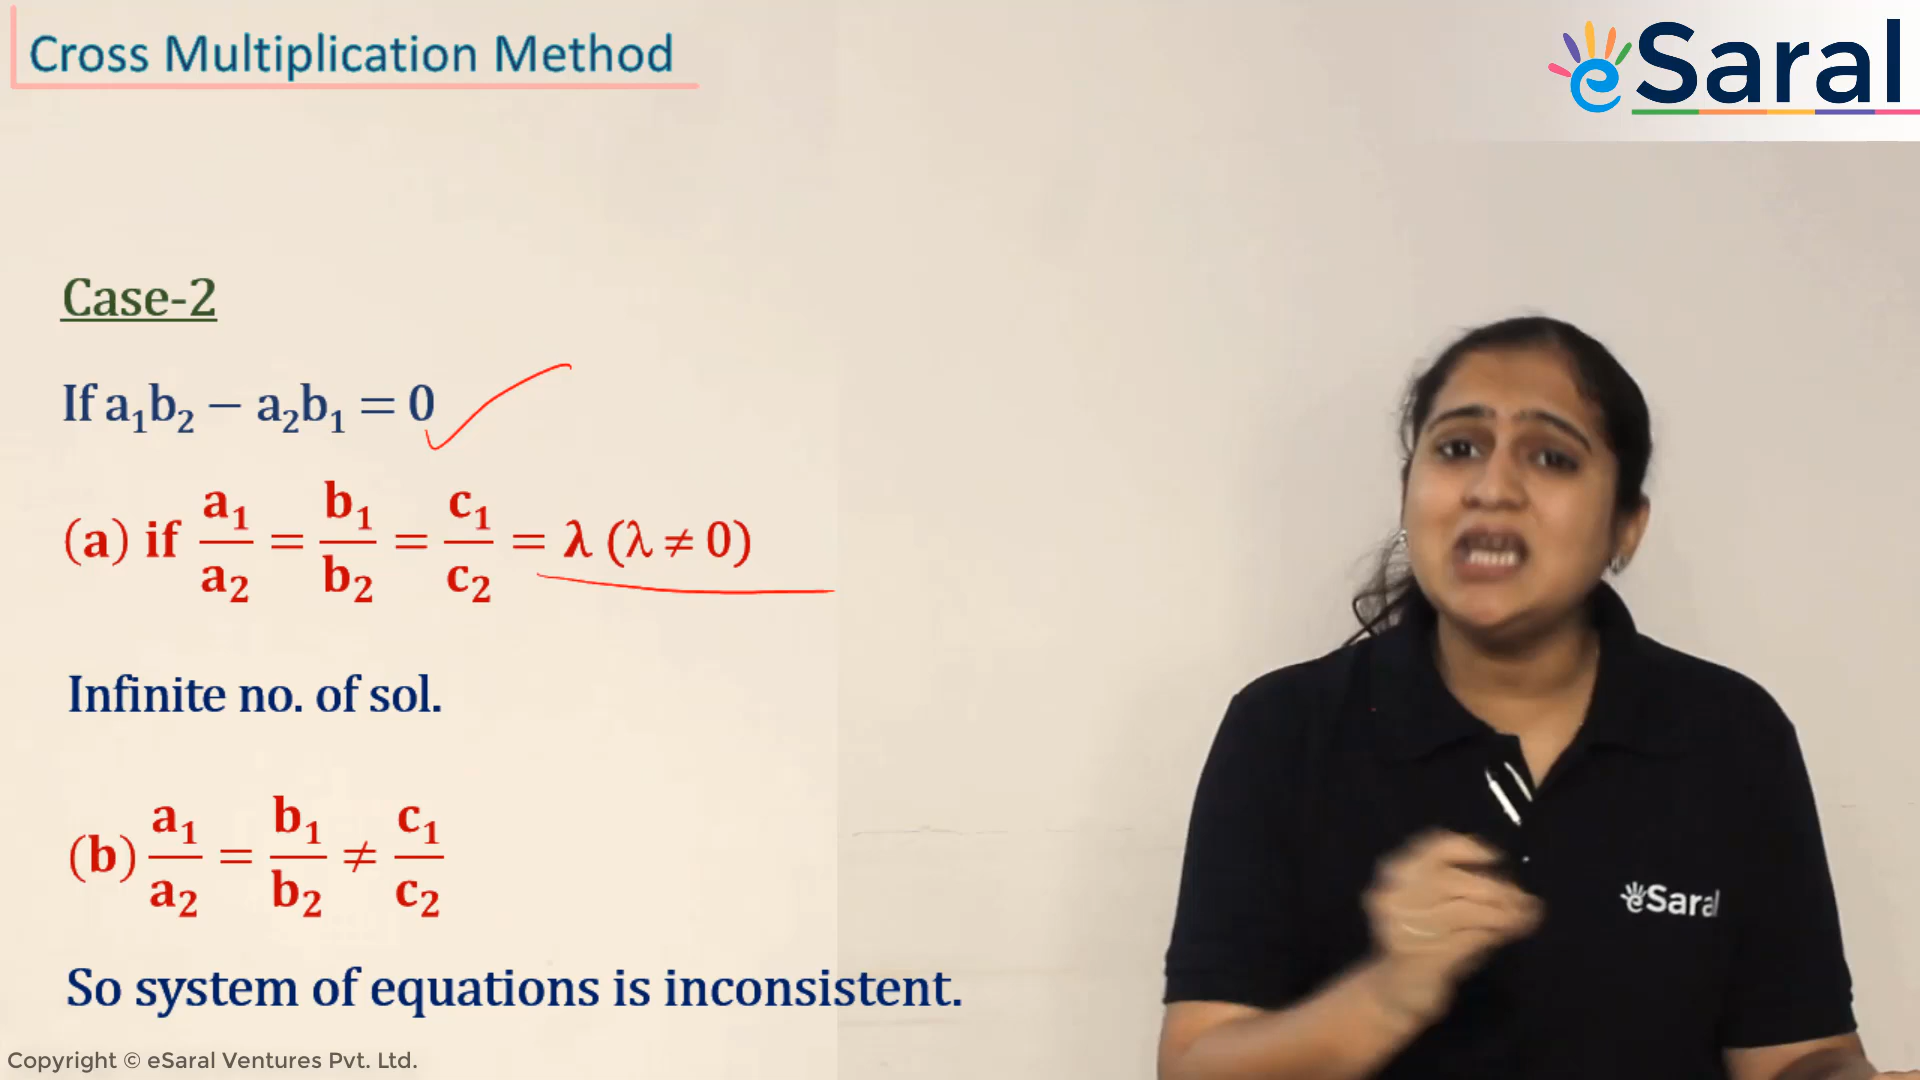 Cross Multiplication Method
eSaral
Case-2
If a₁b₂ − a₂b₁ = 0
(a) if a₁/a₂ = b₁/b₂ = c₁/c₂ = λ (λ ≠ 0)
Infinite no. of sol.
(b) a₁/a₂ = b₁/b₂ ≠ c₁/c₂
eSaral
So system of equations is inconsistent.
Copyright © eSaral Ventures Pvt. Ltd.